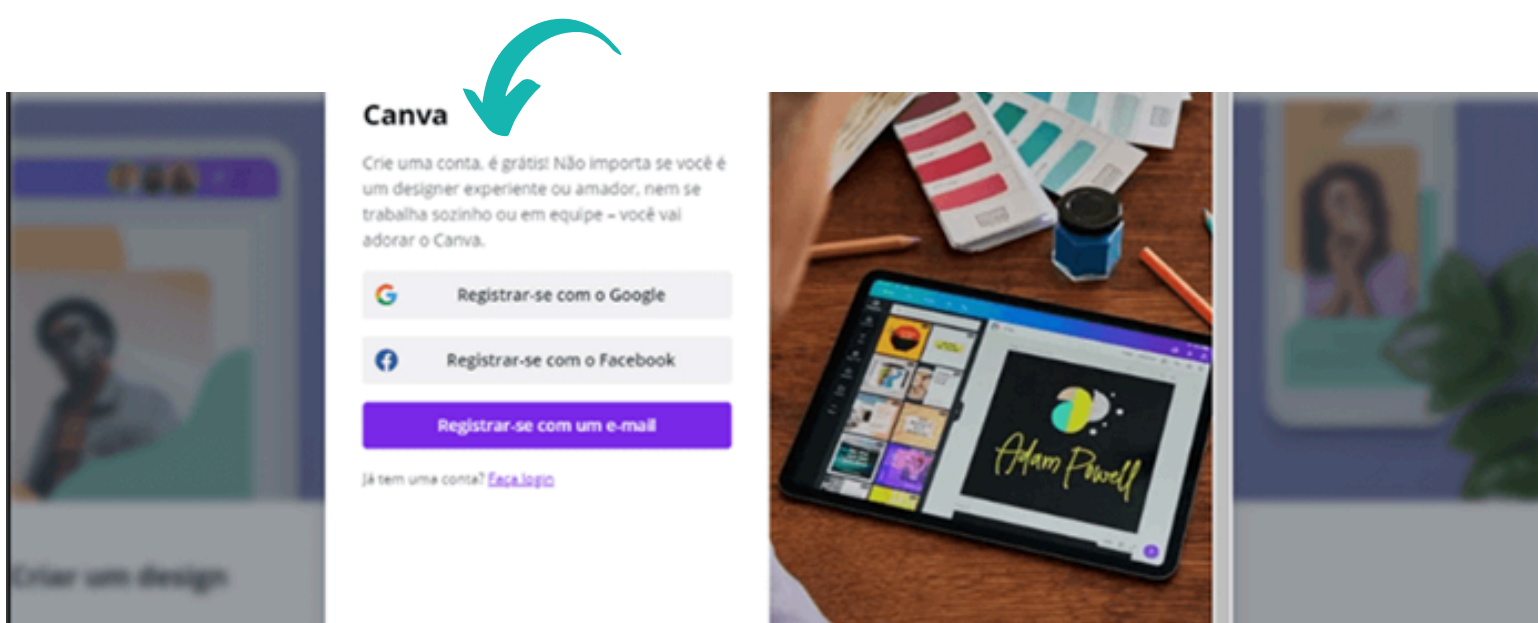 Canva
Crie uma conta, é grátis! Não importa se você é
um designer experiente ou amador, nem se
trabalha sozinho ou em equipe – você vai
adorar o Canva.
Registrar-se com o Google
Registrar-se com o Facebook
Registrar-se com um e-mail
Já tem uma conta? Faça login
Adam Powell
Criar um design